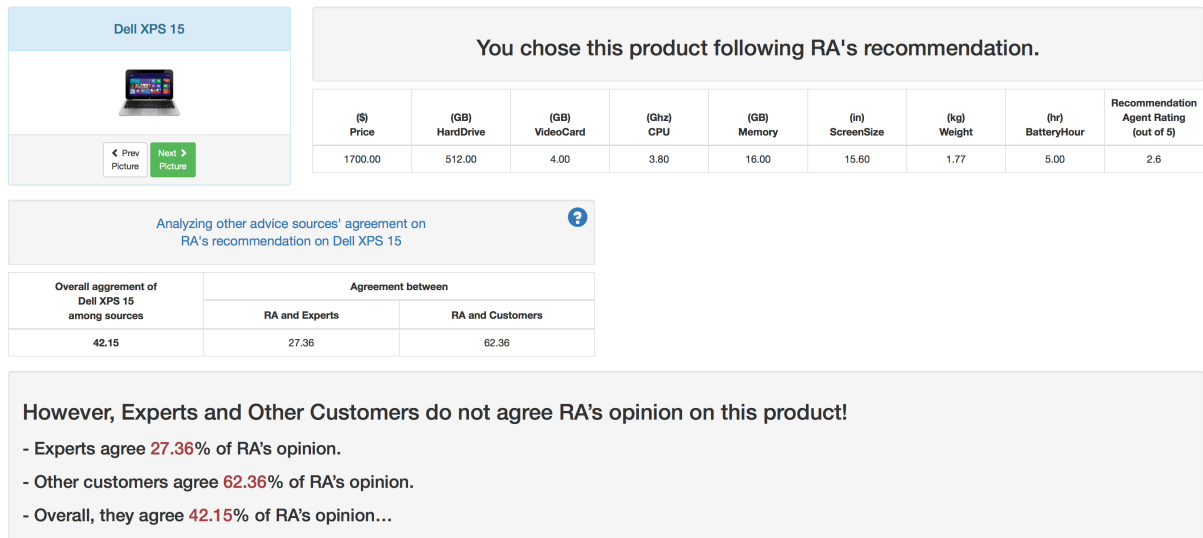 Dell XPS 15
Prev
Picture
Next
Picture
You chose this product following RA's recommendation.
($)
Price
(GB)
HardDrive
(GB)
VideoCard
(Ghz)
CPU
(GB)
Memory
(in)
ScreenSize
(kg)
Weight
(hr)
BatteryHour
Recommendation
Agent Rating
(out of 5)
1700.00 512.00 4.00 3.80 16.00 15.60 1.77 5.00 2.6
Analyzing other advice sources' agreement on
RA's recommendation on Dell XPS 15
?
Overall aggrement of
Dell XPS 15
among sources
Agreement between
RA and Experts RA and Customers
42.15 27.36 62.36
However, Experts and Other Customers do not agree RA’s opinion on this product!
- Experts agree 27.36% of RA’s opinion.
- Other customers agree 62.36% of RA’s opinion.
- Overall, they agree 42.15% of RA’s opinion…